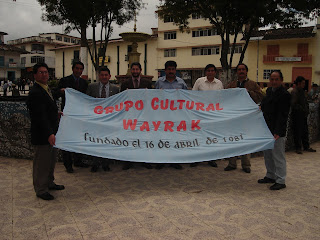 GRUPO CULTURAL
WAYRAK
fundado el 16 de Abril de 1981